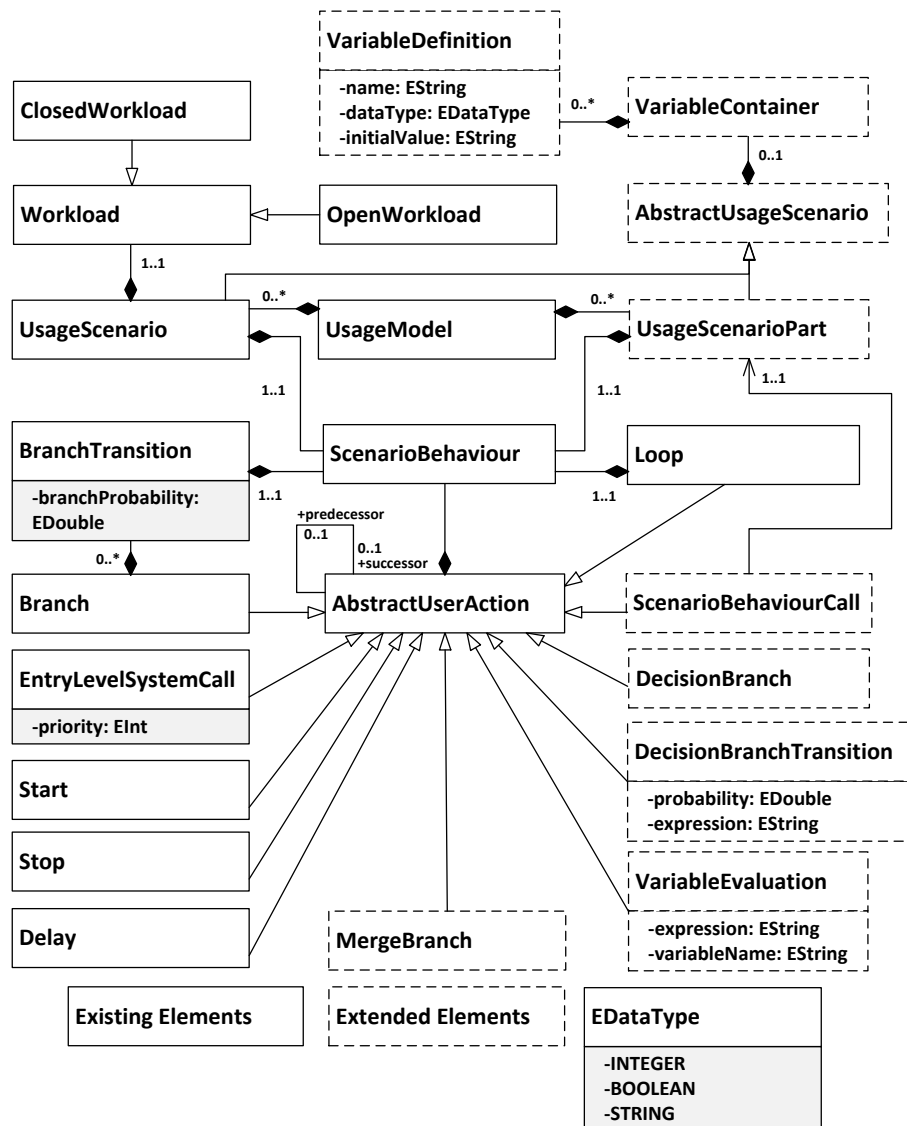 VariableDefinition
-name: EString
-dataType: EDataType
-initialValue: EString
0..*
VariableContainer
ClosedWorkload
0..1
Workload
OpenWorkload
AbstractUsageScenario
1..1
0..*
0..*
UsageScenario
UsageModel
UsageScenarioPart
1..1
1..1
1..1
BranchTransition
-branchProbability:
EDouble
ScenarioBehaviour
Loop
1..1
1..1
+predecessor
0..1
0..1
+successor
0..*
Branch
AbstractUserAction
ScenarioBehaviourCall
EntryLevelSystemCall
-priority: EInt
DecisionBranch
DecisionBranchTransition
-probability: EDouble
-expression: EString
Start
Stop
VariableEvaluation
-expression: EString
-variableName: EString
Delay
MergeBranch
Existing Elements
Extended Elements
EDataType
-INTEGER
-BOOLEAN
-STRING